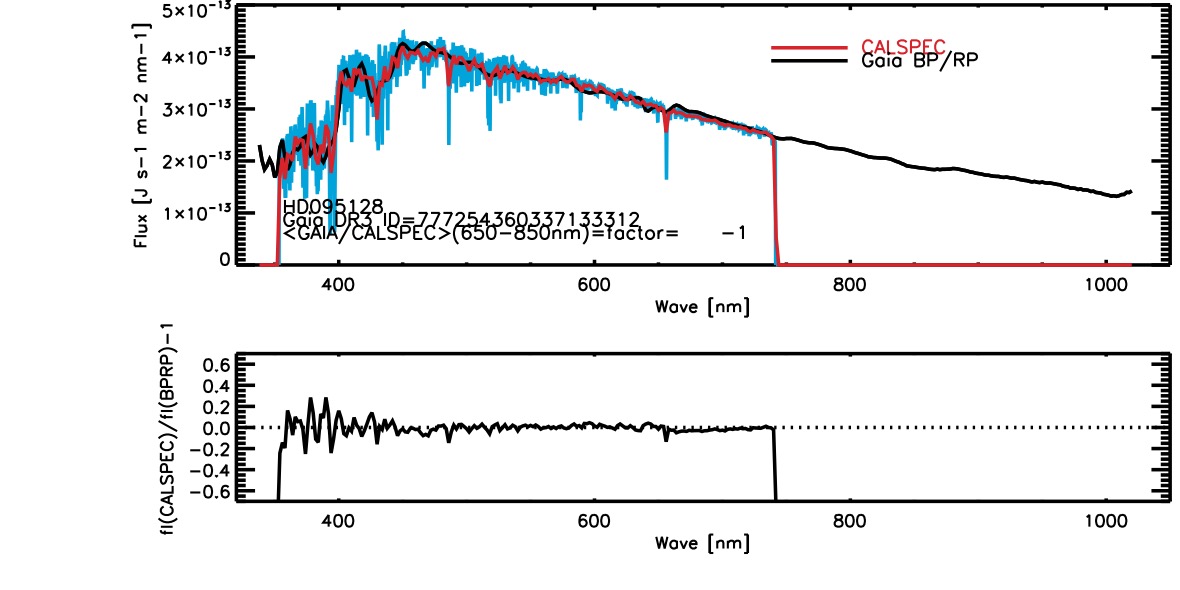 5×10−13
4×10−13
3×10−13
2×10−13
1×10−13
0
Flux [J s−1 m−2 nm−1]
CALSPEC
Gaia BP/RP
HD095128
Gaia DR3 ID=777254360337133312
<GAIA/CALSPEC>(650−850nm)=factor= −1
400 600 800 1000
Wave [nm]
fl(CALSPEC)/fl(BPRP)−1
0.6
0.4
0.2
0.0
−0.2
−0.4
−0.6
400 600 800 1000
Wave [nm]